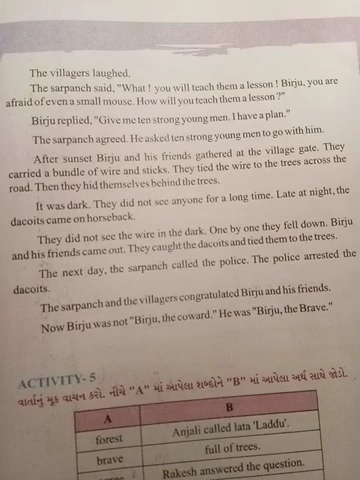 The villagers laughed.
The sarpanch said, "What ! you will teach them a lesson ! Birju, you are
afraid of even a small mouse. How will you teach them a lesson ?"
Birju replied, "Give me ten strong young men. I have a plan."
The sarpanch agreed. He asked ten strong young men to go with him.
After sunset Birju and his friends gathered at the village gate. They
carried a bundle of wire and sticks. They tied the wire to the trees across the
road. Then they hid themselves behind the trees.
It was dark. They did not see anyone for a long time. Late at night, the
dacoits came on horseback.
They did not see the wire in the dark. One by one they fell down. Birju
and his friends came out. They caught the dacoits and tied them to the trees.
The next day, the sarpanch called the police. The police arrested the
dacoits.
The sarpanch and the villagers congratulated Birju and his friends.
Now Birju was not "Birju, the coward." He was "Birju, the Brave."
ACTIVITY- 5
વાર્તાનું મૂક વાચન કરો. નીચે "A" માં આપેલા શબ્દોને "B" માં આપેલા અર્થ સાથે જોડો.
A B
forest Anjali called lata 'Laddu'.
brave full of trees.
Rakesh answered the question.